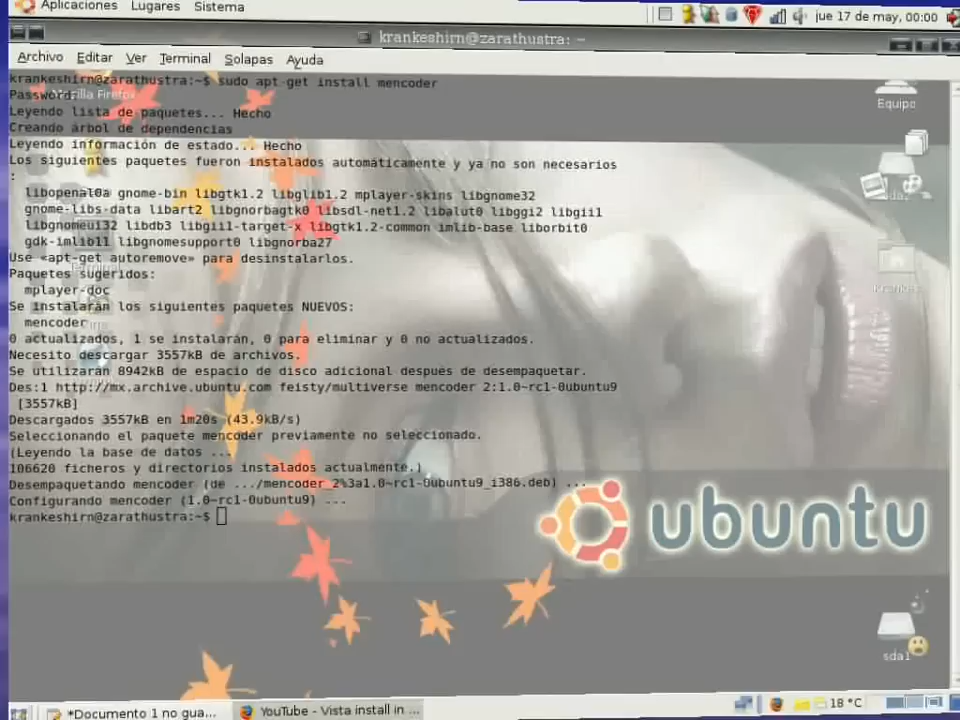 Aplicaciones Lugares Sistema
jue 17 de may, 00:00
krankeshirn@zarathustra: ~
Archivo Editar Ver Terminal Solapas Ayuda
krankeshirn@zarathustra:~$ sudo apt-get install mencoder
Password:
Mozilla Firefox
Leyendo lista de paquetes... Hecho
Creando árbol de dependencias
Leyendo información de estado... Hecho
Los siguientes paquetes fueron instalados automáticamente y ya no son necesarios
:
libopenal0a gnome-bin libgtk1.2 libglib1.2 mplayer-skins libgnome32
gnome-libs-data libart2 libgnorbagtk0 libsdl-net1.2 libalut0 libggi2 libgii1
libgnomeui32 libdb3 libgii1-target-x libgtk1.2-common imlib-base liborbit0
gdk-imlib11 libgnomesupport0 libgnorba27
Use «apt-get autoremove» para desinstalarlos.
Paquetes sugeridos:
mplayer-doc
Se instalarán los siguientes paquetes NUEVOS:
mencoder
0 actualizados, 1 se instalarán, 0 para eliminar y 0 no actualizados.
Necesito descargar 3557kB de archivos.
Se utilizarán 8942kB de espacio de disco adicional después de desempaquetar.
Des:1 http://mx.archive.ubuntu.com feisty/multiverse mencoder 2:1.0~rc1-0ubuntu9
[3557kB]
Descargados 3557kB en 1m20s (43.9kB/s)
Seleccionando el paquete mencoder previamente no seleccionado.
(Leyendo la base de datos ...
106620 ficheros y directorios instalados actualmente.)
Desempaquetando mencoder (de .../mencoder_2%3a1.0~rc1-0ubuntu9_i386.deb) ...
Configurando mencoder (1.0~rc1-0ubuntu9) ...
krankeshirn@zarathustra:~$
Equipo
ubuntu
sda1
*Documento 1 no gua...
YouTube - Vista install in ...
18 °C